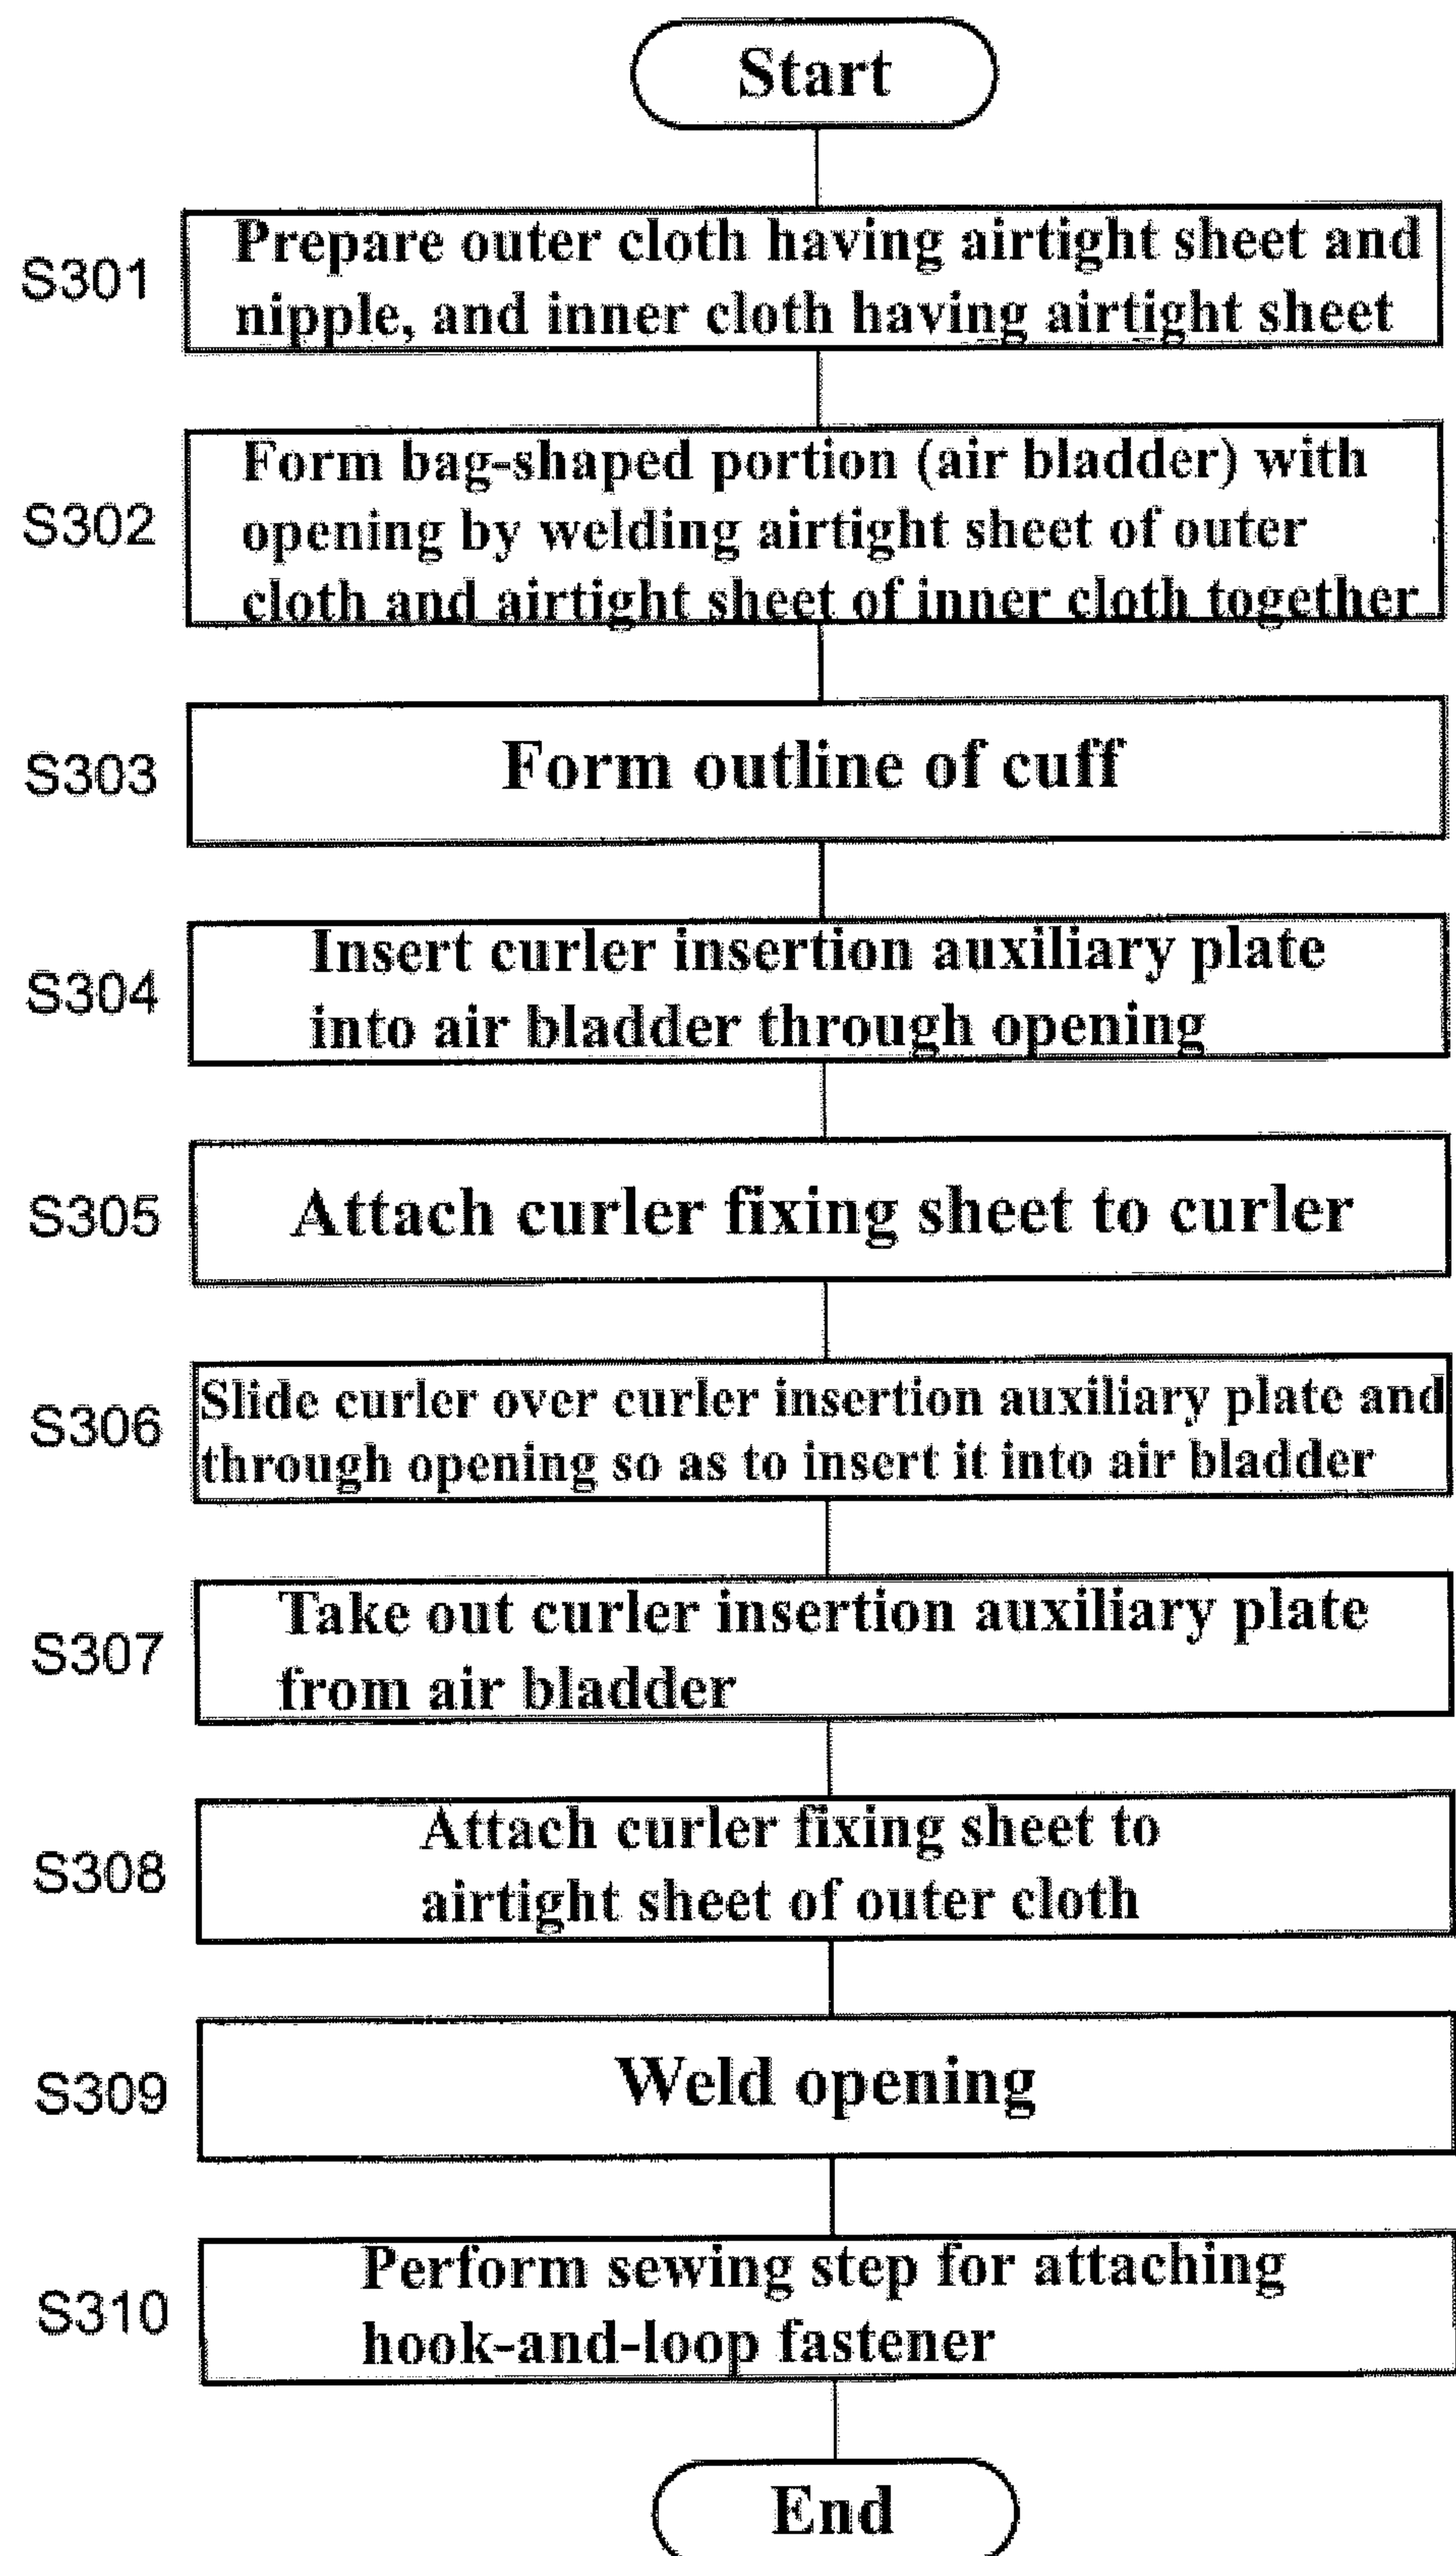 Start
S301
Prepare outer cloth having airtight sheet and
nipple, and inner cloth having airtight sheet
S302
Form bag-shaped portion (air bladder) with
opening by welding airtight sheet of outer
cloth and airtight sheet of inner cloth together
S303
Form outline of cuff
S304
Insert curler insertion auxiliary plate
into air bladder through opening
S305
Attach curler fixing sheet to curler
S306
Slide curler over curler insertion auxiliary plate and
through opening so as to insert it into air bladder
S307
Take out curler insertion auxiliary plate
from air bladder
S308
Attach curler fixing sheet to
airtight sheet of outer cloth
S309
Weld opening
S310
Perform sewing step for attaching
hook-and-loop fastener
End